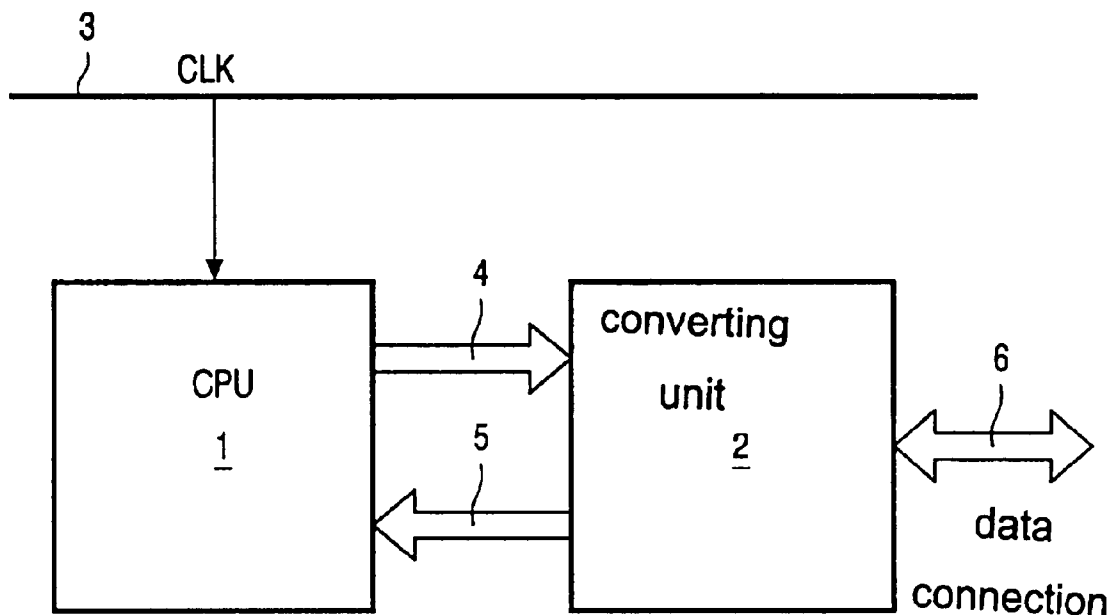 3
CLK
4
converting
unit
CPU
1
2
5
6
data
connection